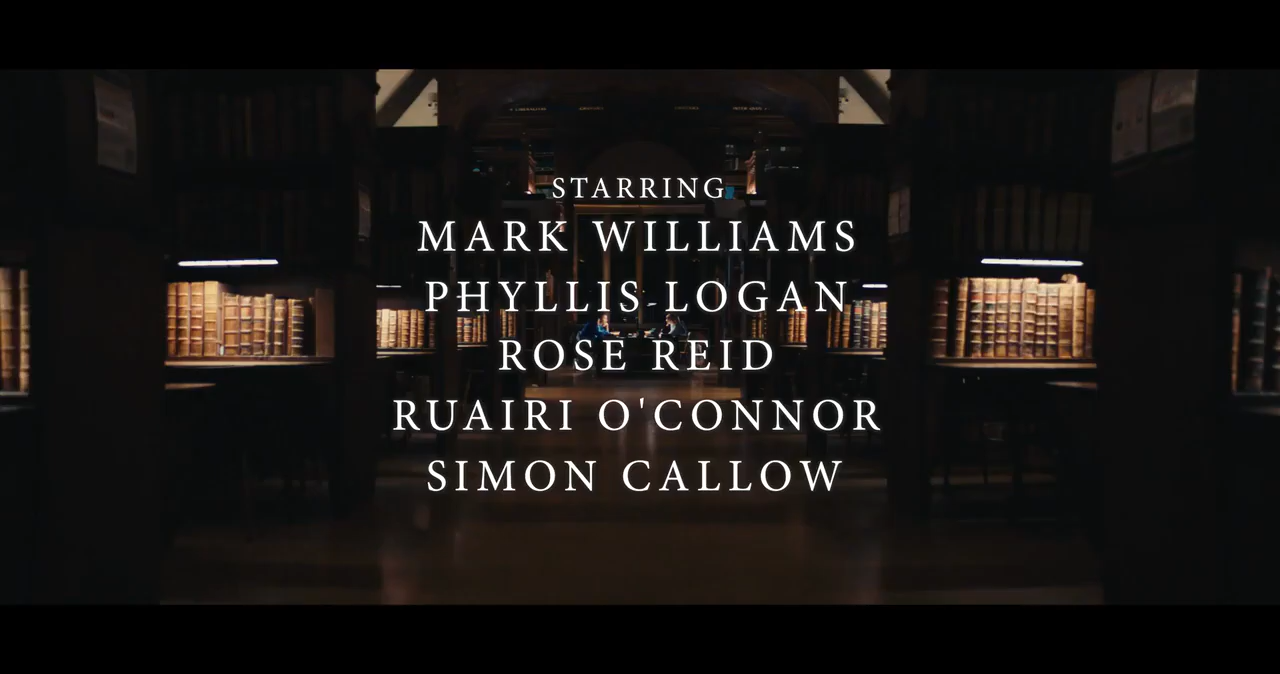 STARRING
MARK WILLIAMS
PHYLLIS LOGAN
ROSE REID
RUAIRI O'CONNOR
SIMON CALLOW